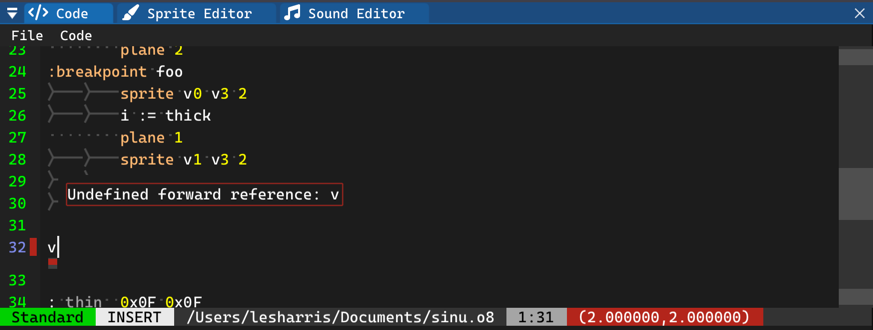 </> Code Sprite Editor Sound Editor
File Code
23 plane 2
24 :breakpoint foo
25 sprite v0 v3 2
26 i := thick
27 plane 1
28 sprite v1 v3 2
29
Undefined forward reference: v
30
31
32 v
33
34 : thin 0x0F 0x0F
Standard INSERT /Users/lesharris/Documents/sinu.o8 1:31 (2.000000,2.000000)